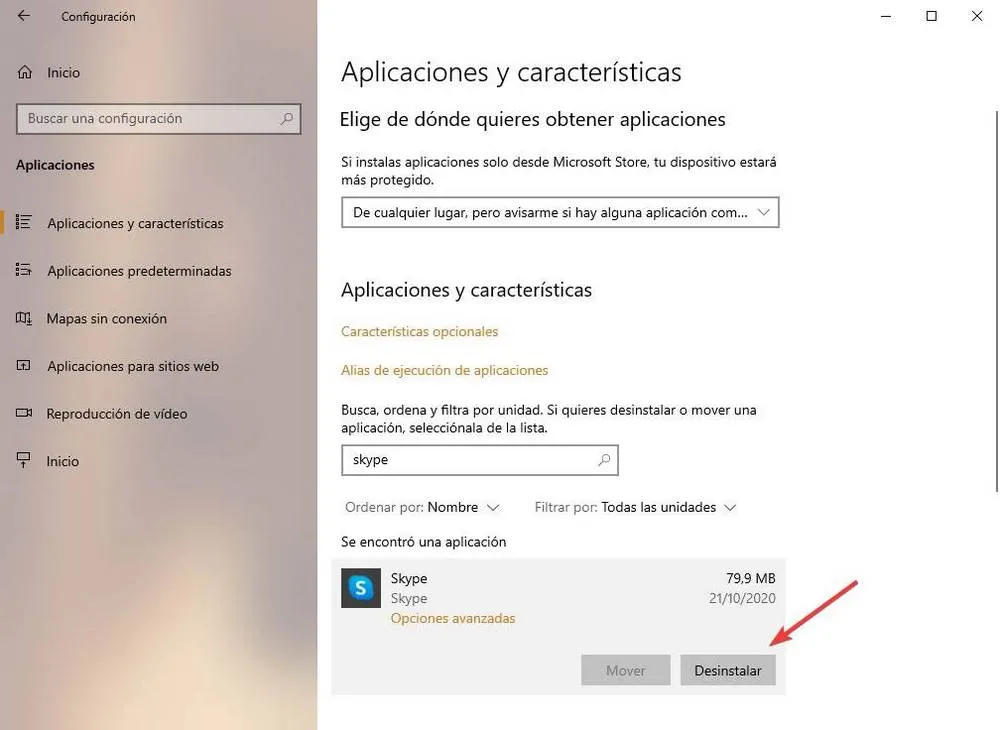 Configuración
Inicio
Buscar una configuración
Aplicaciones
Aplicaciones y características
Aplicaciones predeterminadas
Mapas sin conexión
Aplicaciones para sitios web
Reproducción de vídeo
Inicio
Aplicaciones y características
Elige de dónde quieres obtener aplicaciones
Si instalas aplicaciones solo desde Microsoft Store, tu dispositivo estará
más protegido.
De cualquier lugar, pero avisarme si hay alguna aplicación com...
Aplicaciones y características
Características opcionales
Alias de ejecución de aplicaciones
Busca, ordena y filtra por unidad. Si quieres desinstalar o mover una
aplicación, selecciónala de la lista.
skype
Ordenar por: Nombre Filtrar por: Todas las unidades
Se encontró una aplicación
Skype 79,9 MB
Skype 21/10/2020
Opciones avanzadas
Mover Desinstalar